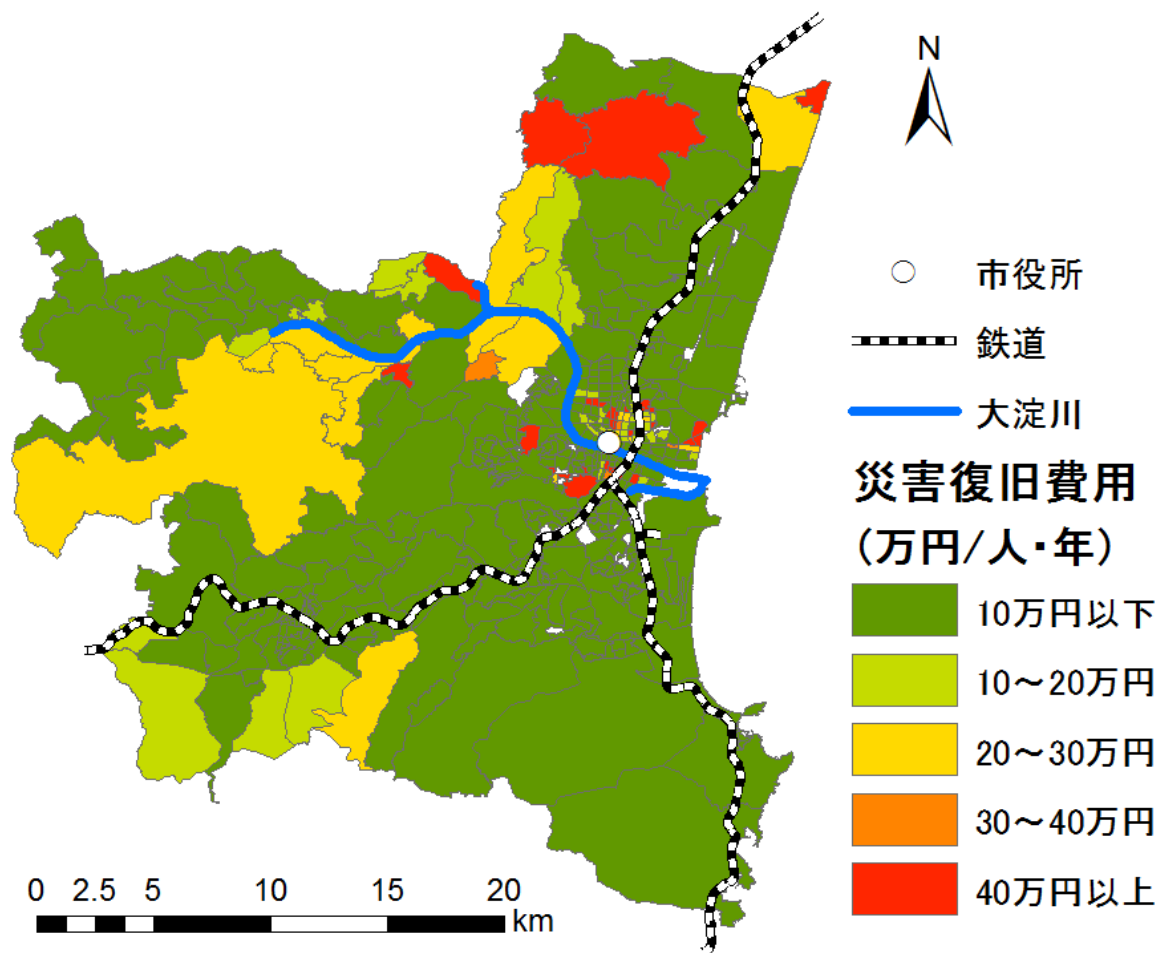 N
市役所
鉄道
大淀川
災害復旧費用
(万円/人・年)
10万円以下
10～20万円
20～30万円
30～40万円
40万円以上
0 2.5 5 10 15 20
km